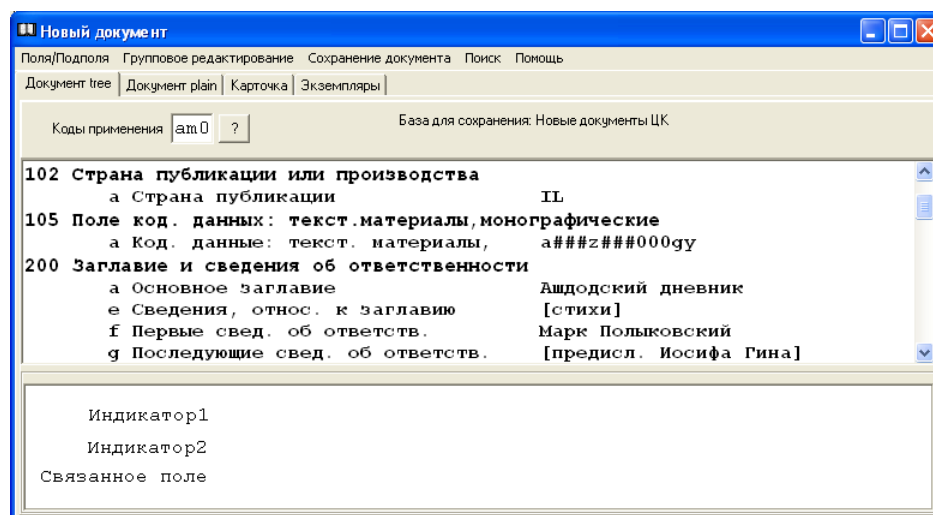 Новый документ
Поля/Подполя Групповое редактирование Сохранение документа Поиск Помощь
Документ tree Документ plain Карточка Экземпляры
Коды применения am0 ? База для сохранения: Новые документы ЦК
102 Страна публикации или производства
a Страна публикации IL
105 Поле код. данных: текст.материалы,монографические
a Код. данные: текст. материалы, a###z###000gy
200 Заглавие и сведения об ответственности
a Основное заглавие Ашдодский дневник
e Сведения, относ. к заглавию [стихи]
f Первые свед. об ответств. Марк Полыковский
g Последующие свед. об ответств. [предисл. Иосифа Гина]
Индикатор1
Индикатор2
Связанное поле